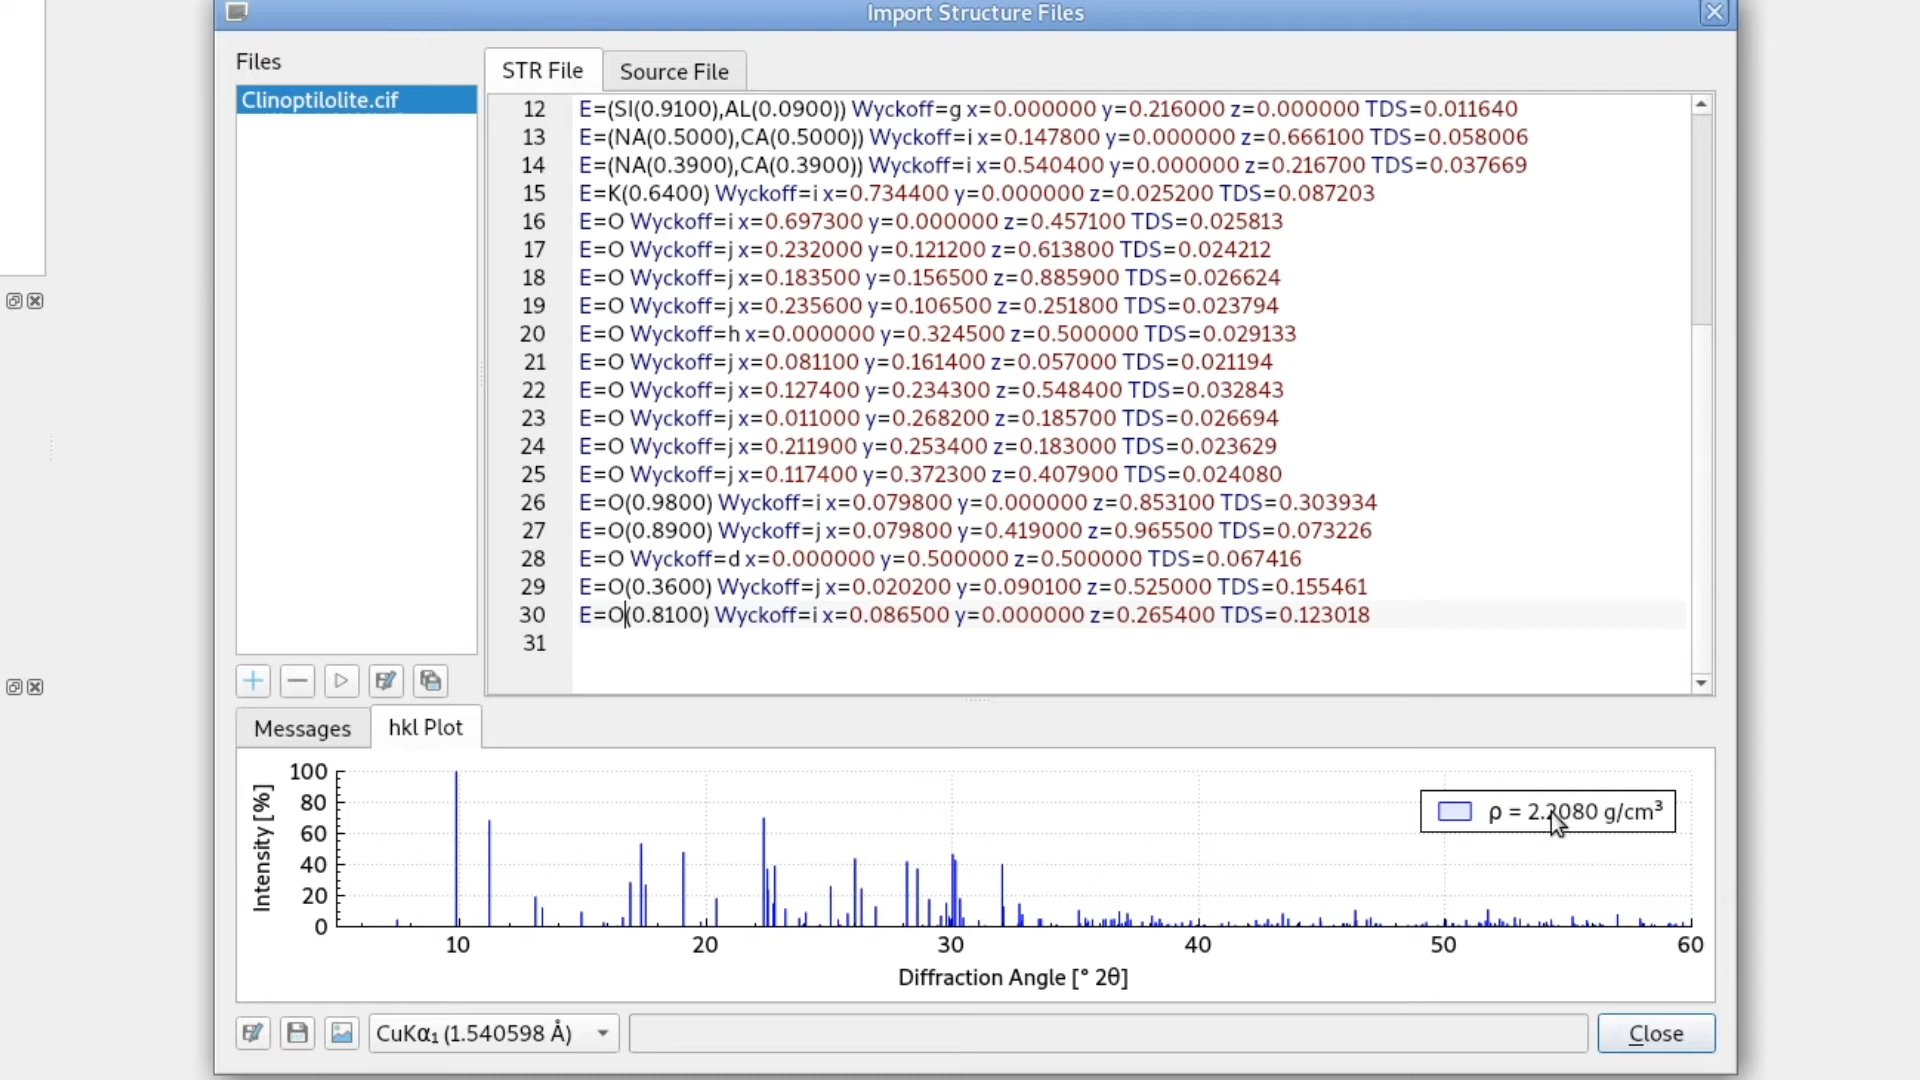 Import Structure Files
Files
Clinoptilolite.cif
STR File
Source File
12 E=(SI(0.9100),AL(0.0900)) Wyckoff=g x=0.000000 y=0.216000 z=0.000000 TDS=0.011640
13 E=(NA(0.5000),CA(0.5000)) Wyckoff=i x=0.147800 y=0.000000 z=0.666100 TDS=0.058006
14 E=(NA(0.3900),CA(0.3900)) Wyckoff=i x=0.540400 y=0.000000 z=0.216700 TDS=0.037669
15 E=K(0.6400) Wyckoff=i x=0.734400 y=0.000000 z=0.025200 TDS=0.087203
16 E=O Wyckoff=i x=0.697300 y=0.000000 z=0.457100 TDS=0.025813
17 E=O Wyckoff=j x=0.232000 y=0.121200 z=0.613800 TDS=0.024212
18 E=O Wyckoff=j x=0.183500 y=0.156500 z=0.885900 TDS=0.026624
19 E=O Wyckoff=j x=0.235600 y=0.106500 z=0.251800 TDS=0.023794
20 E=O Wyckoff=h x=0.000000 y=0.324500 z=0.500000 TDS=0.029133
21 E=O Wyckoff=j x=0.081100 y=0.161400 z=0.057000 TDS=0.021194
22 E=O Wyckoff=j x=0.127400 y=0.234300 z=0.548400 TDS=0.032843
23 E=O Wyckoff=j x=0.011000 y=0.268200 z=0.185700 TDS=0.026694
24 E=O Wyckoff=j x=0.211900 y=0.253400 z=0.183000 TDS=0.023629
25 E=O Wyckoff=j x=0.117400 y=0.372300 z=0.407900 TDS=0.024080
26 E=O(0.9800) Wyckoff=i x=0.079800 y=0.000000 z=0.853100 TDS=0.303934
27 E=O(0.8900) Wyckoff=j x=0.079800 y=0.419000 z=0.965500 TDS=0.073226
28 E=O Wyckoff=d x=0.000000 y=0.500000 z=0.500000 TDS=0.067416
29 E=O(0.3600) Wyckoff=j x=0.020200 y=0.090100 z=0.525000 TDS=0.155461
30 E=O(0.8100) Wyckoff=i x=0.086500 y=0.000000 z=0.265400 TDS=0.123018
31
Messages
hkl Plot
100
80
60
40
20
0
Intensity [%]
ρ = 2.2080 g/cm³
10 20 30 40 50 60
Diffraction Angle [° 2θ]
CuKα₁ (1.540598 Å)
Close